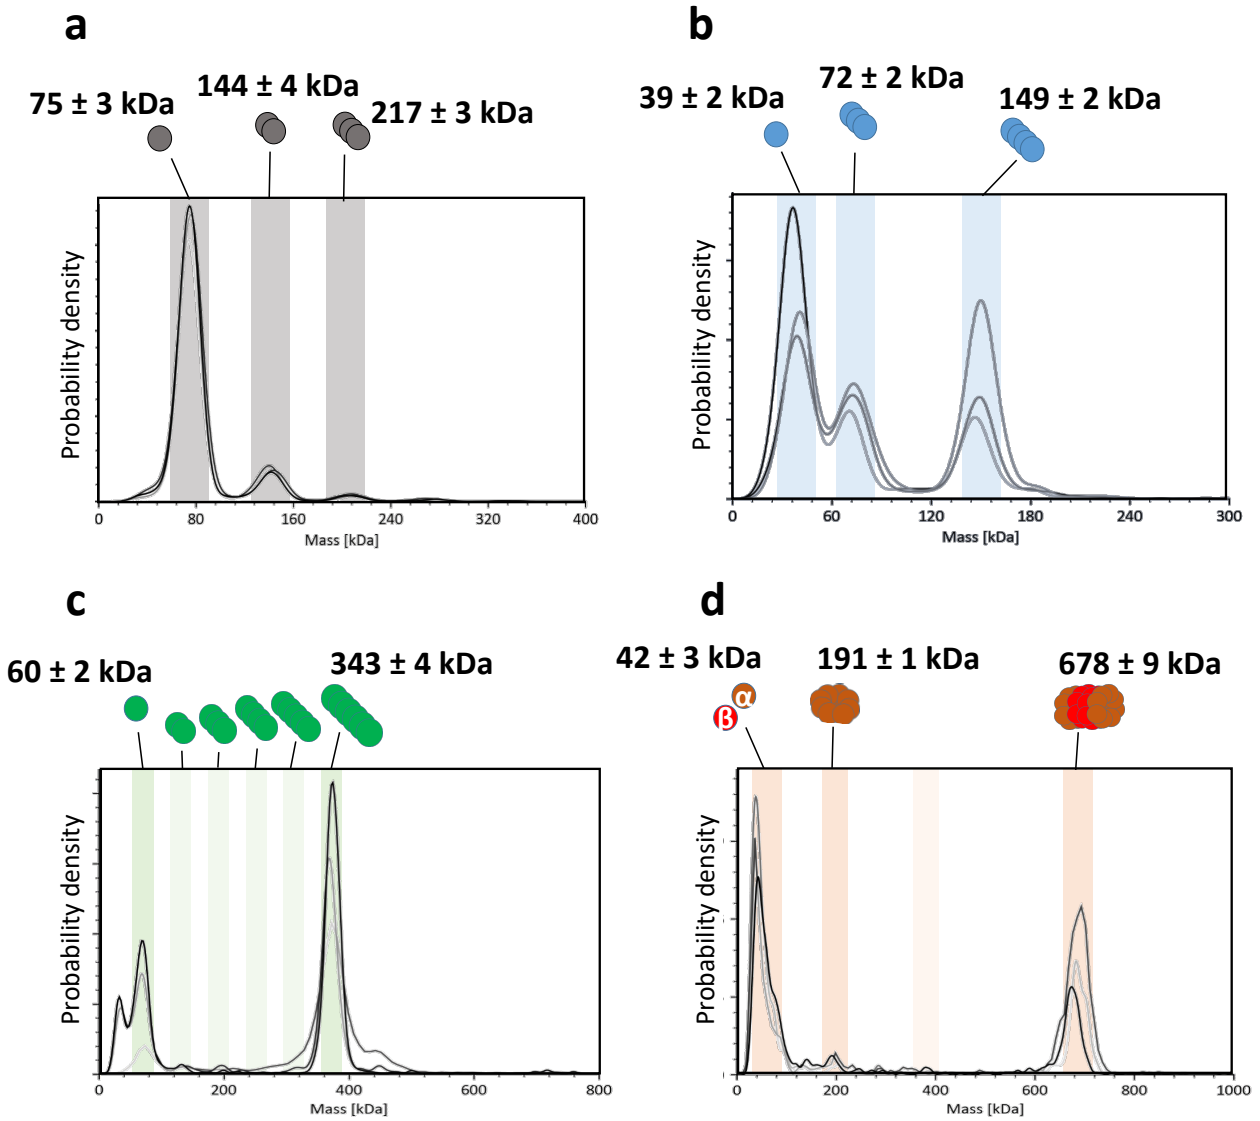 a
75 ± 3 kDa
144 ± 4 kDa
217 ± 3 kDa
Probability density
0 80 160 240 320 400
Mass [kDa]
b
39 ± 2 kDa
72 ± 2 kDa
149 ± 2 kDa
Probability density
0 60 120 180 240 300
Mass [kDa]
c
60 ± 2 kDa
343 ± 4 kDa
Probability density
0 200 400 600 800
Mass [kDa]
d
42 ± 3 kDa
191 ± 1 kDa
678 ± 9 kDa
α
β
Probability density
0 200 400 600 800 1000
Mass [kDa]